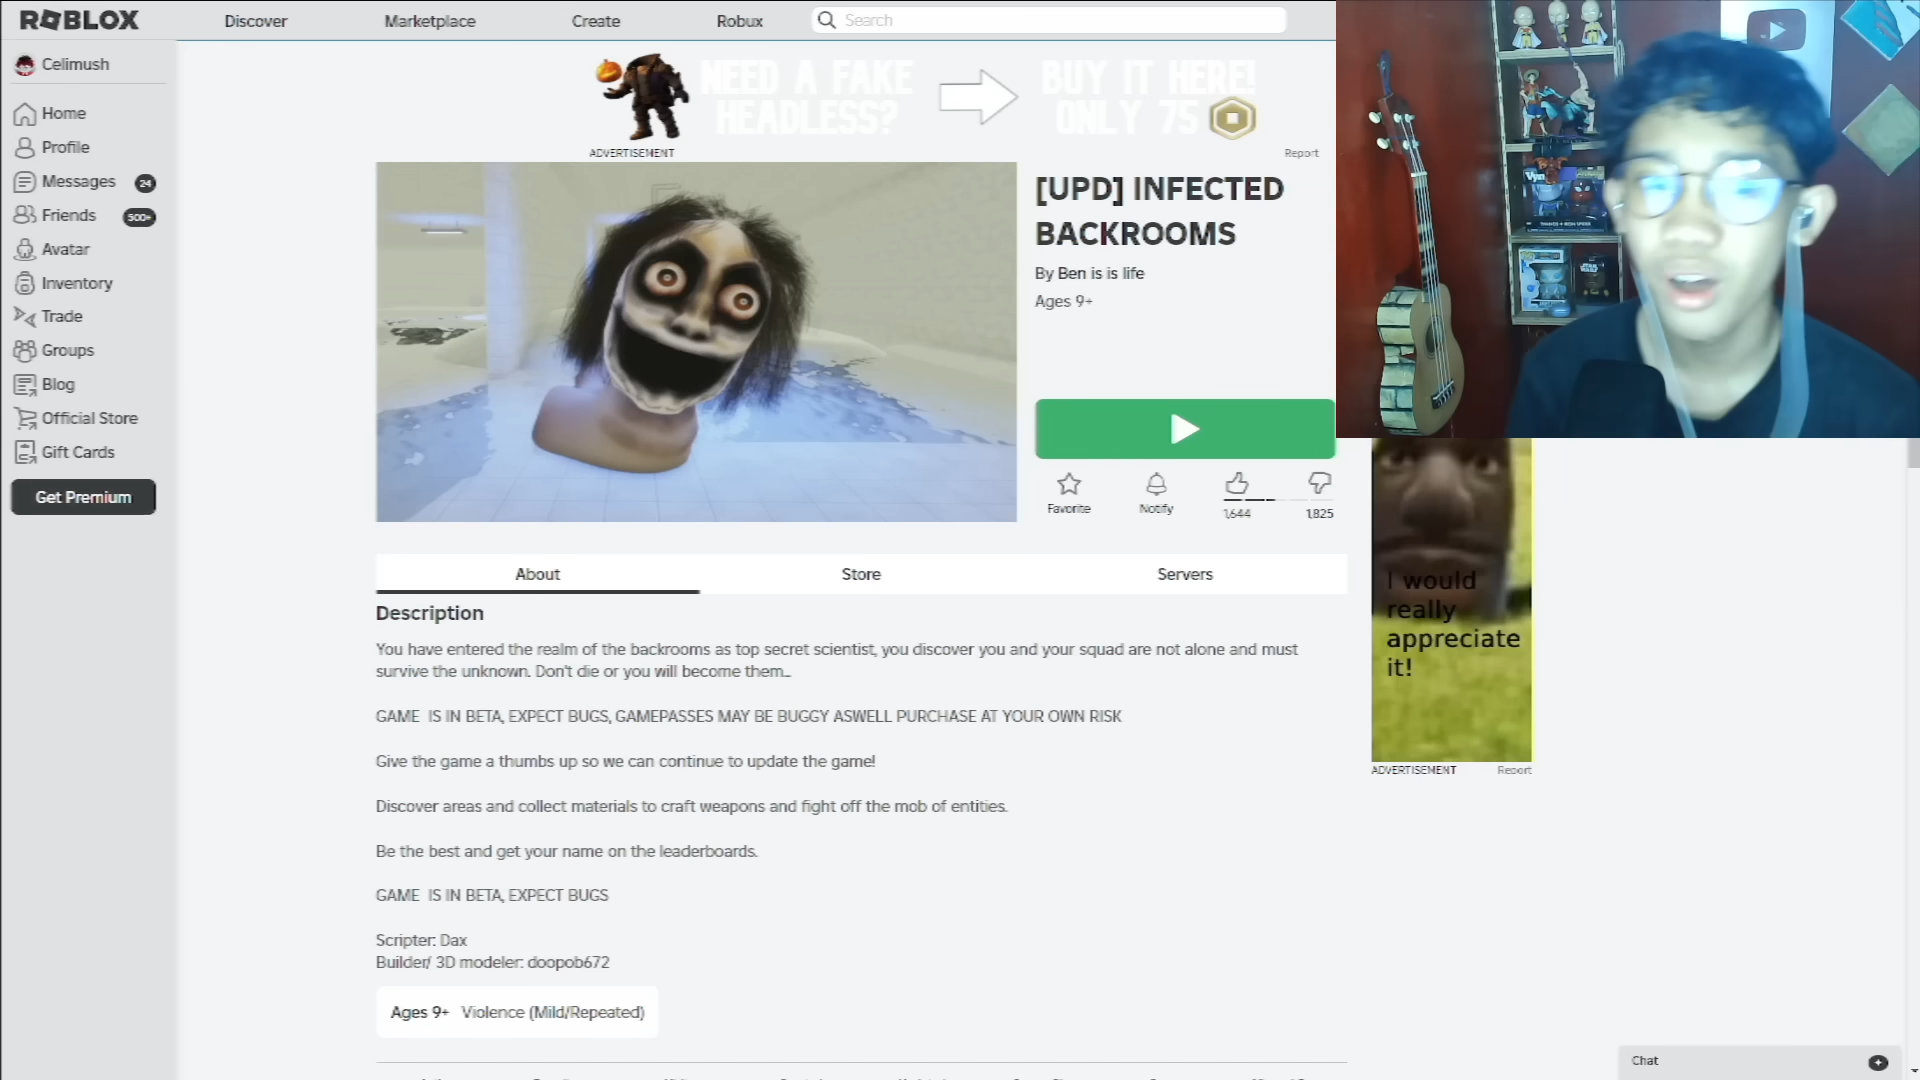 ROBLOX
Discover
Marketplace
Create
Robux
Search
Celimush
Home
Profile
Messages 24
Friends 500+
Avatar
Inventory
Trade
Groups
Blog
Official Store
Gift Cards
Get Premium
NEED A FAKE
HEADLESS?
BUY IT HERE!
ONLY 75
ADVERTISEMENT
Report
[UPD] INFECTED
BACKROOMS
By Ben is is life
Ages 9+
Favorite
Notify
1,644
1,825
About
Store
Servers
Description
You have entered the realm of the backrooms as top secret scientist, you discover you and your squad are not alone and must
survive the unknown. Don't die or you will become them...
GAME IS IN BETA, EXPECT BUGS, GAMEPASSES MAY BE BUGGY ASWELL PURCHASE AT YOUR OWN RISK
Give the game a thumbs up so we can continue to update the game!
Discover areas and collect materials to craft weapons and fight off the mob of entities.
Be the best and get your name on the leaderboards.
GAME IS IN BETA, EXPECT BUGS
Scripter: Dax
Builder/ 3D modeler: doopob672
Ages 9+ Violence (Mild/Repeated)
I would
really
appreciate
it!
ADVERTISEMENT
Report
Chat